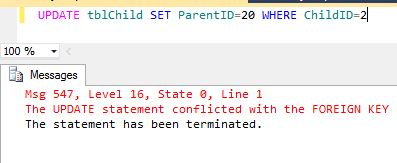 UPDATE tblChild SET ParentID=20 WHERE ChildID=2
100 %
Messages
Msg 547, Level 16, State 0, Line 1
The UPDATE statement conflicted with the FOREIGN KEY
The statement has been terminated.